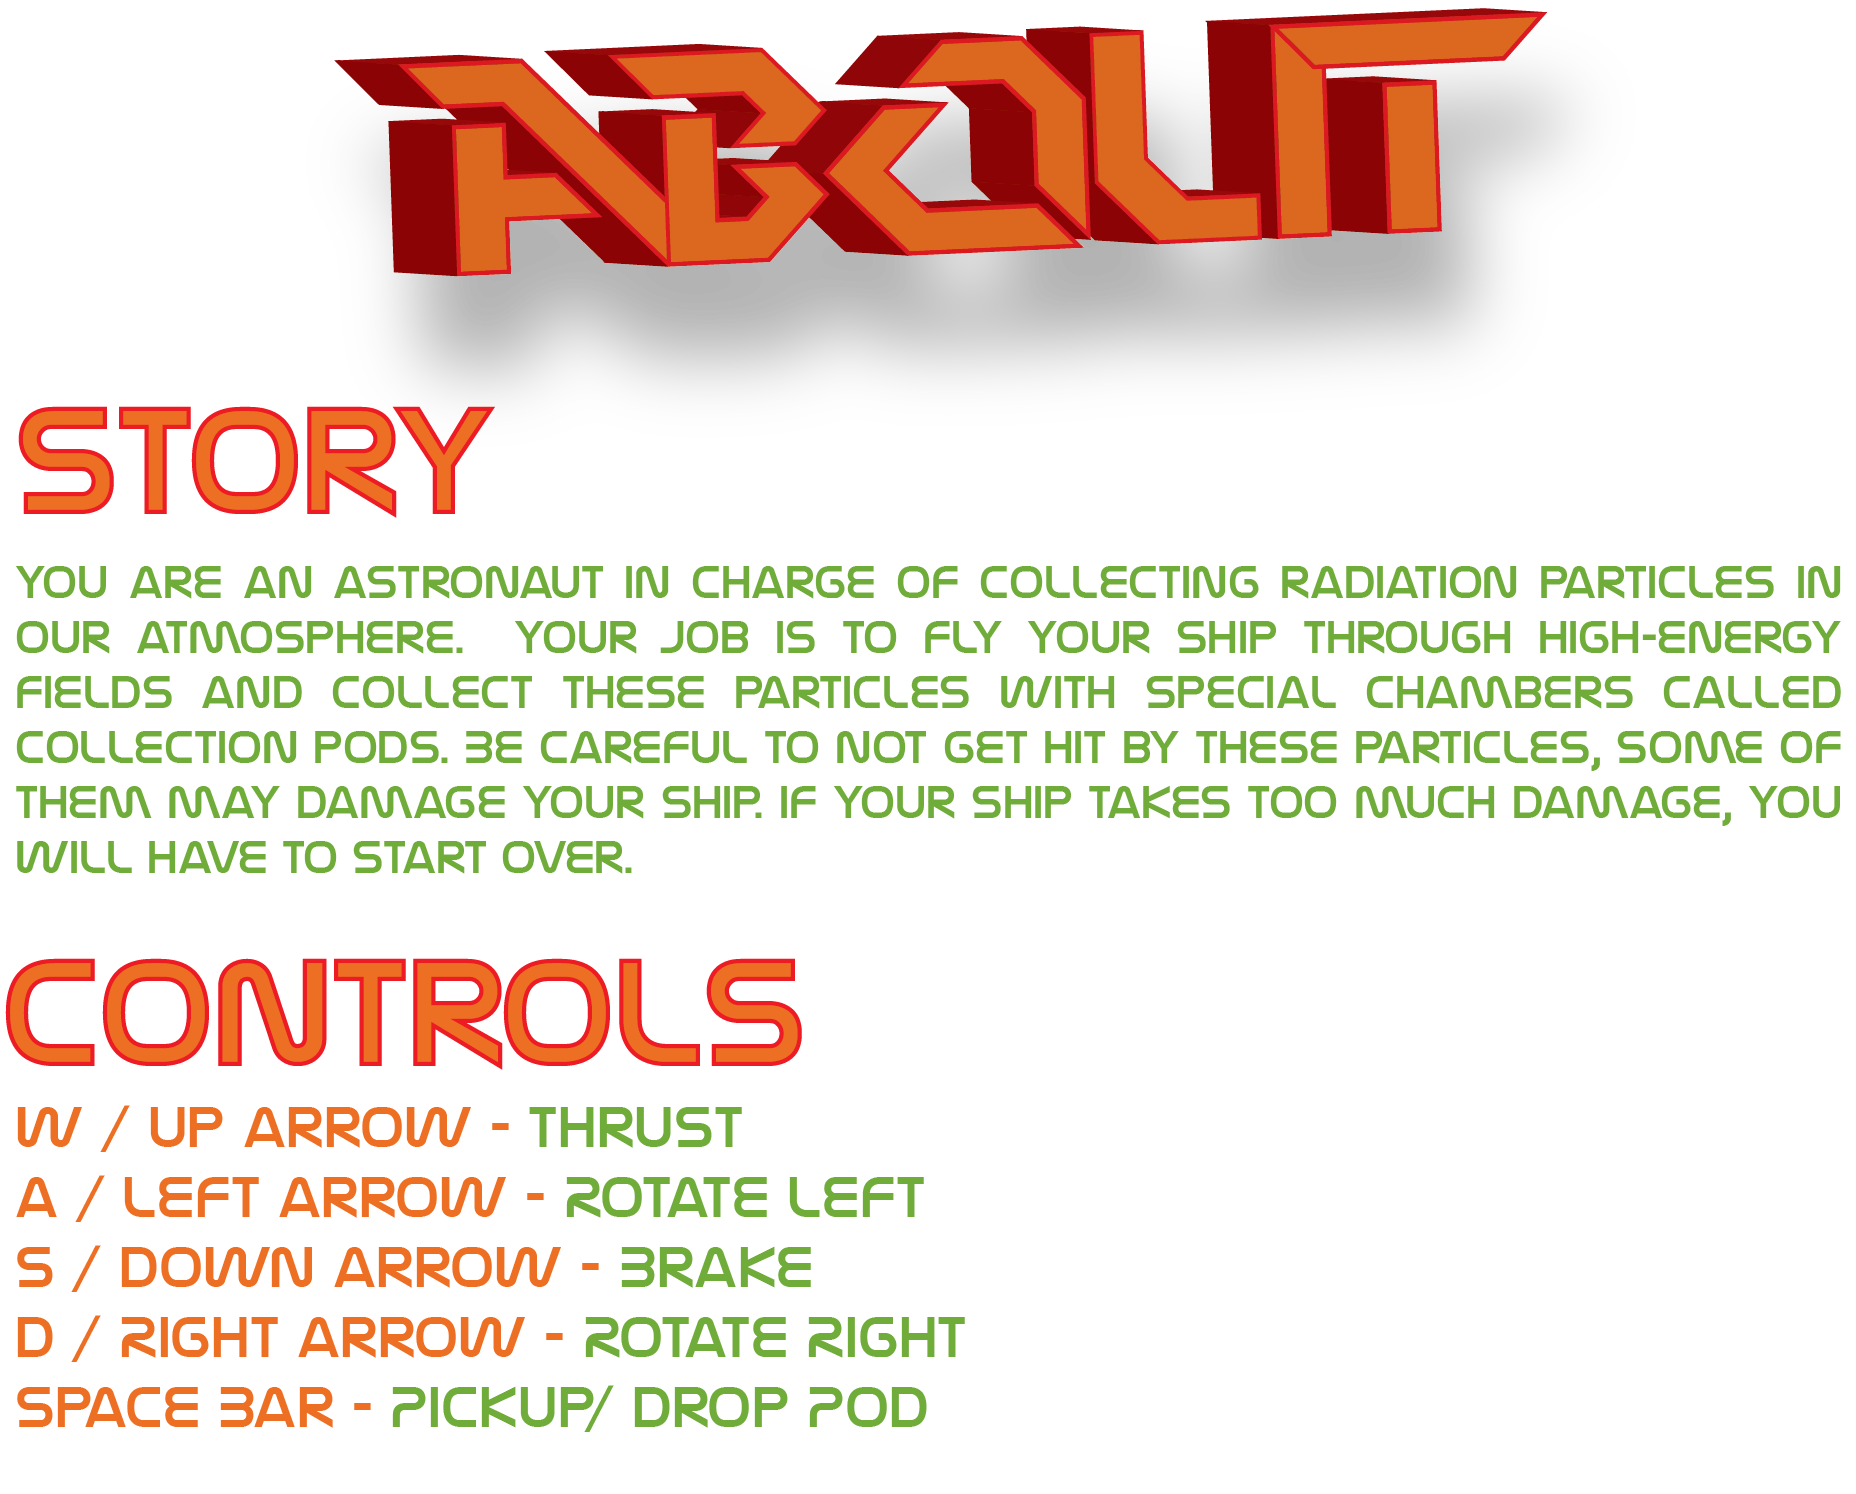 ABOUT
STORY
YOU ARE AN ASTRONAUT IN CHARGE OF COLLECTING RADIATION PARTICLES IN
OUR ATMOSPHERE. YOUR JOB IS TO FLY YOUR SHIP THROUGH HIGH-ENERGY
FIELDS AND COLLECT THESE PARTICLES WITH SPECIAL CHAMBERS CALLED
COLLECTION PODS. BE CAREFUL TO NOT GET HIT BY THESE PARTICLES, SOME OF
THEM MAY DAMAGE YOUR SHIP. IF YOUR SHIP TAKES TOO MUCH DAMAGE, YOU
WILL HAVE TO START OVER.
CONTROLS
W / UP ARROW - THRUST
A / LEFT ARROW - ROTATE LEFT
S / DOWN ARROW - BRAKE
D / RIGHT ARROW - ROTATE RIGHT
SPACE BAR - PICKUP/ DROP POD